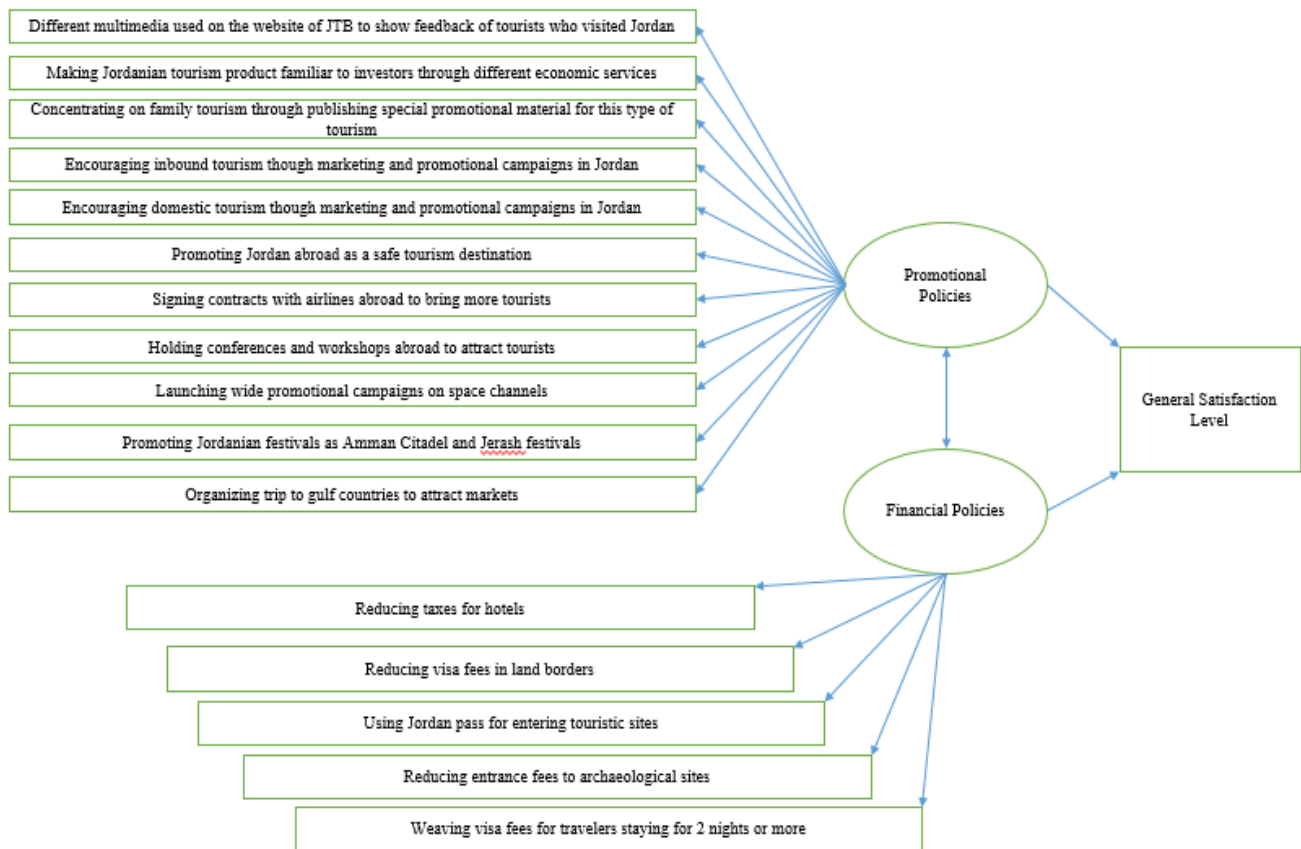 Different multimedia used on the website of JTB to show feedback of tourists who visited Jordan
Making Jordanian tourism product familiar to investors through different economic services
Concentrating on family tourism through publishing special promotional material for this type of
tourism
Encouraging inbound tourism though marketing and promotional campaigns in Jordan
Encouraging domestic tourism though marketing and promotional campaigns in Jordan
Promoting Jordan abroad as a safe tourism destination
Signing contracts with airlines abroad to bring more tourists
Holding conferences and workshops abroad to attract tourists
Launching wide promotional campaigns on space channels
Promoting Jordanian festivals as Amman Citadel and Jerash festivals
Organizing trip to gulf countries to attract markets
Promotional
Policies
General Satisfaction
Level
Financial Policies
Reducing taxes for hotels
Reducing visa fees in land borders
Using Jordan pass for entering touristic sites
Reducing entrance fees to archaeological sites
Weaving visa fees for travelers staying for 2 nights or more